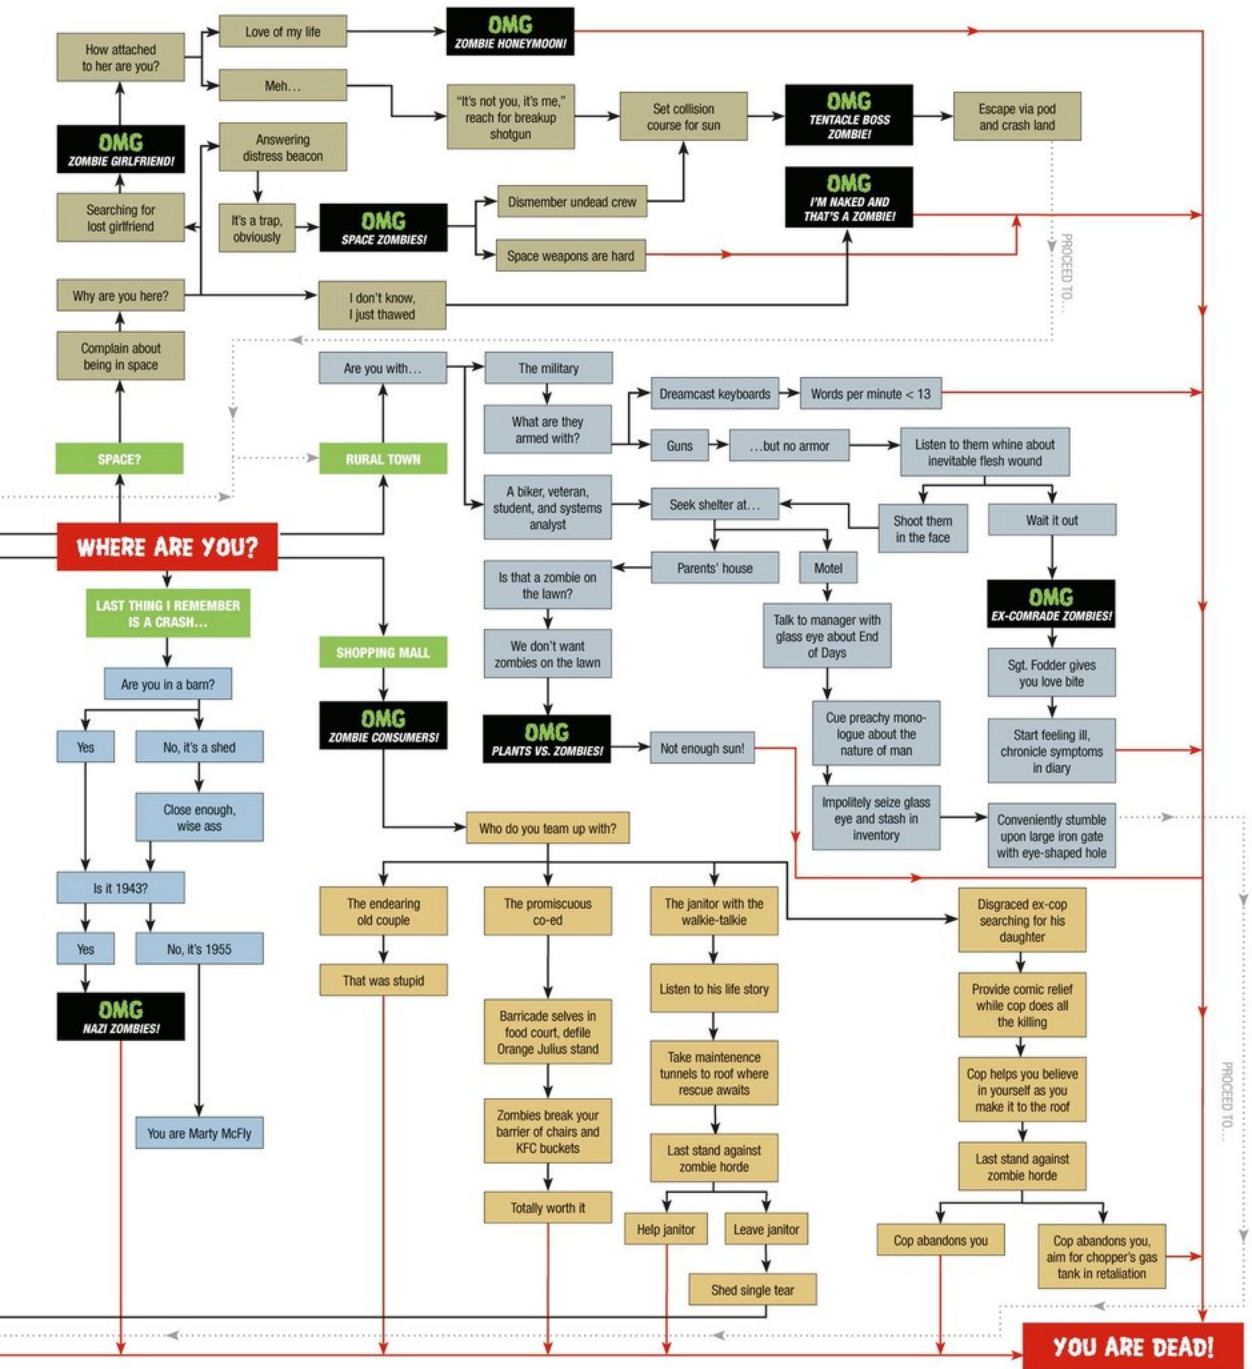 How attached
to her are you?
Love of my life
OMG
ZOMBIE HONEYMOON!
Meh…
"It's not you, it's me,"
reach for breakup
shotgun
Set collision
course for sun
OMG
TENTACLE BOSS
ZOMBIE!
Escape via pod
and crash land
OMG
ZOMBIE GIRLFRIEND!
Answering
distress beacon
Searching for
lost girlfriend
It's a trap,
obviously
OMG
SPACE ZOMBIES!
Dismember undead crew
Space weapons are hard
OMG
I'M NAKED AND
THAT'S A ZOMBIE!
PROCEED TO…
Why are you here?
I don't know,
I just thawed
Complain about
being in space
SPACE?
WHERE ARE YOU?
RURAL TOWN
Are you with…
The military
What are they
armed with?
Dreamcast keyboards
Words per minute < 13
Guns
…but no armor
Listen to them whine about
inevitable flesh wound
A biker, veteran,
student, and systems
analyst
Seek shelter at…
Shoot them
in the face
Wait it out
Is that a zombie on
the lawn?
Parents' house
Motel
OMG
EX-COMRADE ZOMBIES!
We don't want
zombies on the lawn
Talk to manager with
glass eye about End
of Days
Sgt. Fodder gives
you love bite
OMG
PLANTS VS. ZOMBIES!
Not enough sun!
Cue preachy mono-
logue about the
nature of man
Start feeling ill,
chronicle symptoms
in diary
Impolitely seize glass
eye and stash in
inventory
Conveniently stumble
upon large iron gate
with eye-shaped hole
LAST THING I REMEMBER
IS A CRASH…
Are you in a barn?
Yes
No, it's a shed
Close enough,
wise ass
Is it 1943?
Yes
No, it's 1955
OMG
NAZI ZOMBIES!
You are Marty McFly
SHOPPING MALL
OMG
ZOMBIE CONSUMERS!
Who do you team up with?
The endearing
old couple
That was stupid
The promiscuous
co-ed
Barricade selves in
food court, defile
Orange Julius stand
Zombies break your
barrier of chairs and
KFC buckets
Totally worth it
The janitor with the
walkie-talkie
Listen to his life story
Take maintenence
tunnels to roof where
rescue awaits
Last stand against
zombie horde
Help janitor
Leave janitor
Shed single tear
Disgraced ex-cop
searching for his
daughter
Provide comic relief
while cop does all
the killing
Cop helps you believe
in yourself as you
make it to the roof
Last stand against
zombie horde
Cop abandons you
Cop abandons you,
aim for chopper's gas
tank in retaliation
PROCEED TO…
YOU ARE DEAD!